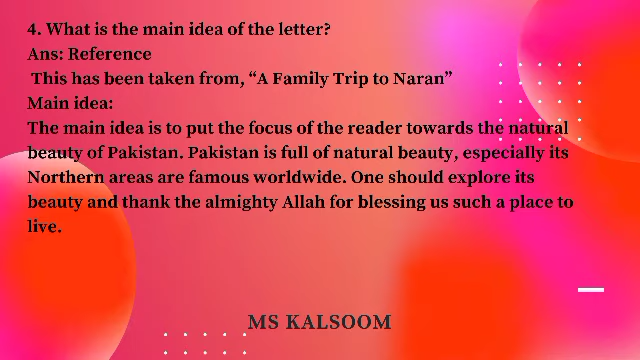 4. What is the main idea of the letter?
Ans: Reference
This has been taken from, “A Family Trip to Naran”
Main idea:
The main idea is to put the focus of the reader towards the natural
beauty of Pakistan. Pakistan is full of natural beauty, especially its
Northern areas are famous worldwide. One should explore its
beauty and thank the almighty Allah for blessing us such a place to
live.
MS KALSOOM